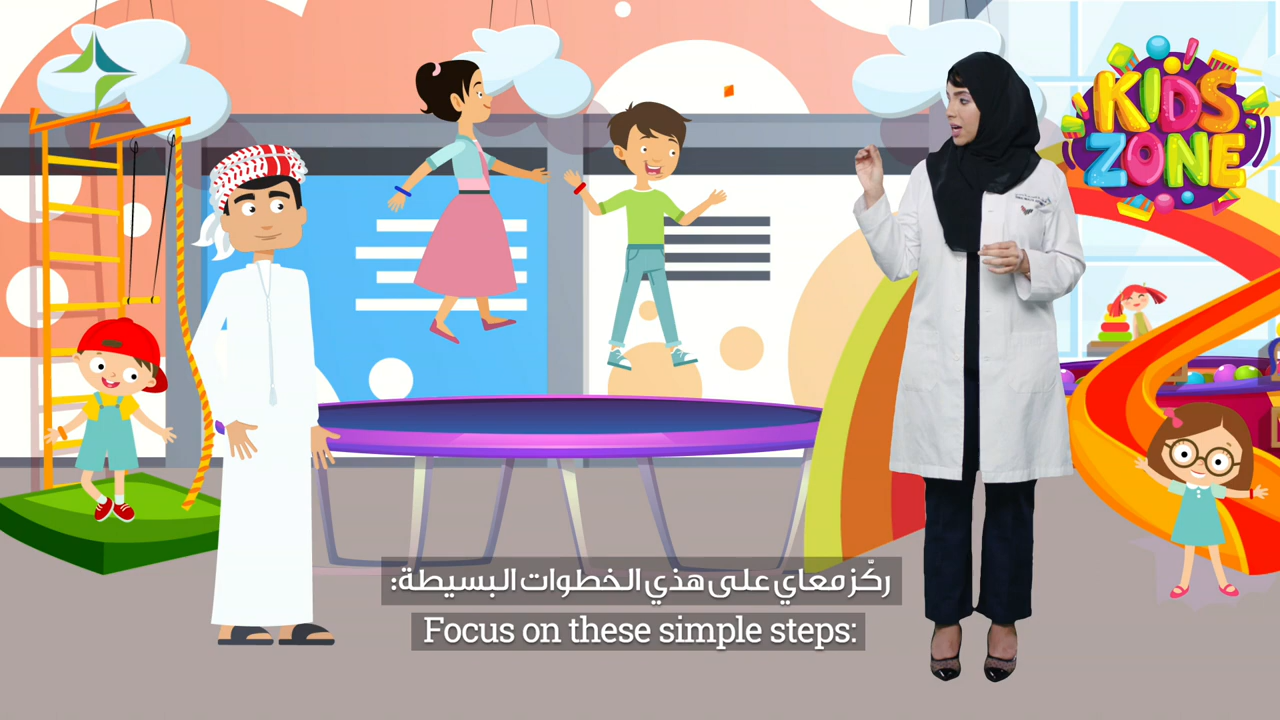 KIDS
ZONE
ركّز معاي على هذي الخطوات البسيطة:
Focus on these simple steps: